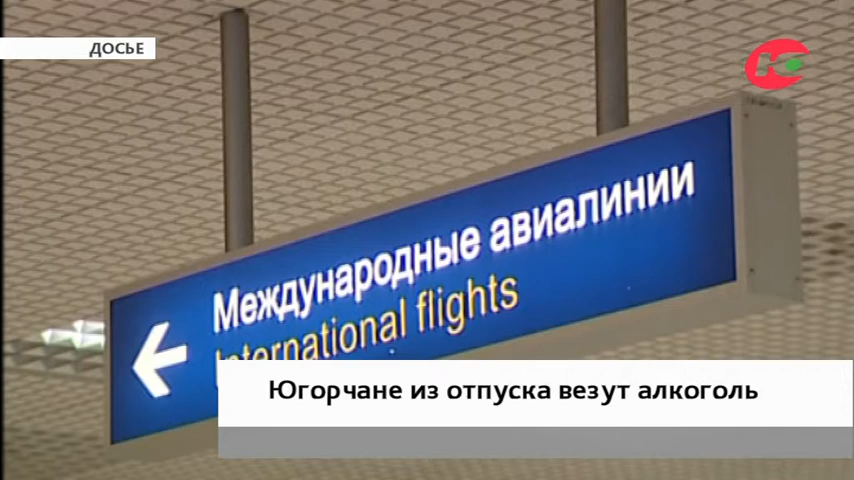 ДОСЬЕ
Международные авиалинии
International flights
Югорчане из отпуска везут алкоголь